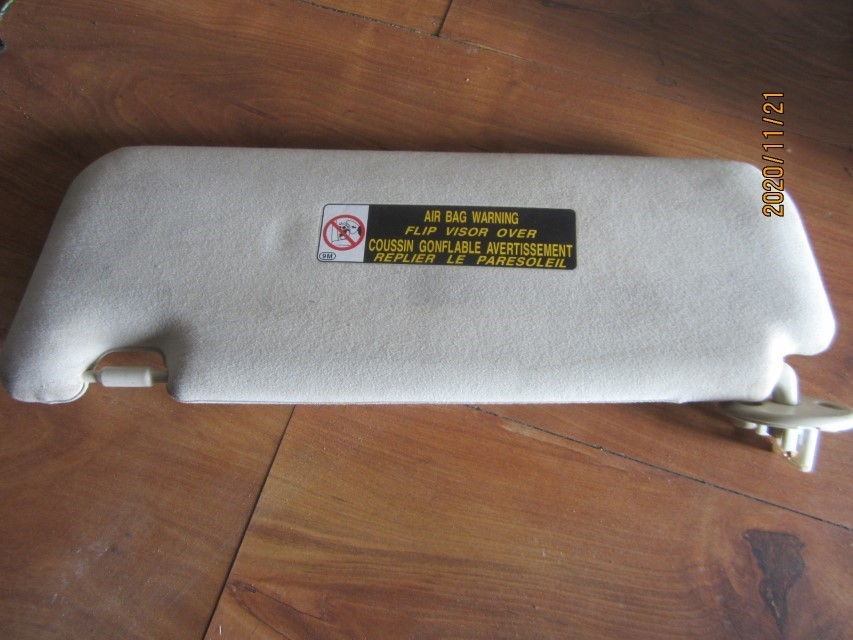 AIR BAG WARNING
FLIP VISOR OVER
COUSSIN GONFLABLE AVERTISSEMENT
REPLIER LE PARESOLEIL
2020/11/21